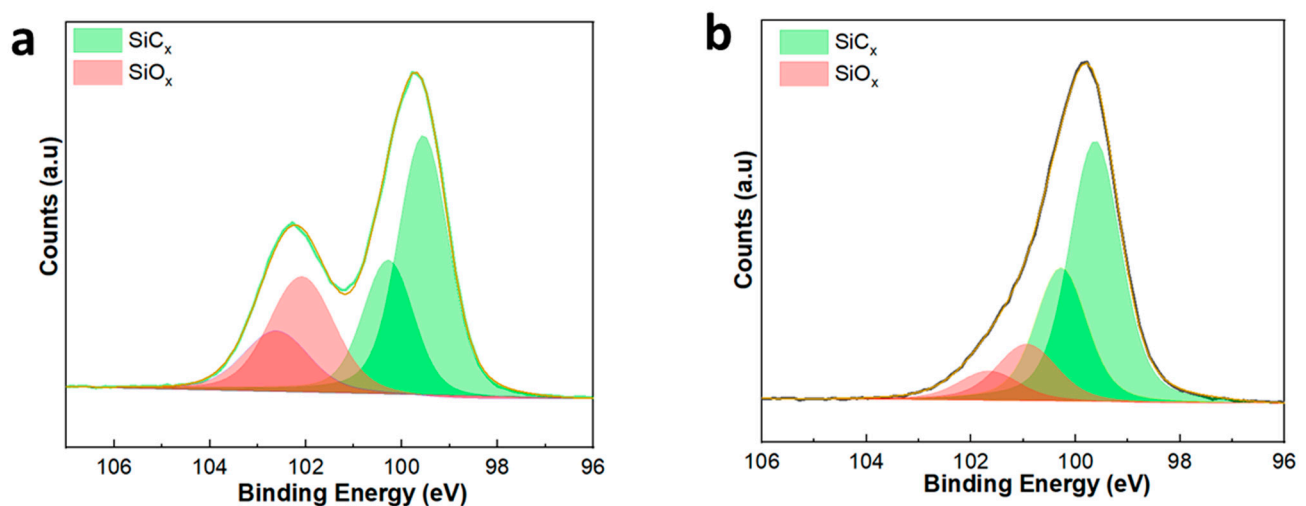 a
SiCₓ
SiOₓ
Counts (a.u)
106 104 102 100 98 96
Binding Energy (eV)
b
SiCₓ
SiOₓ
Counts (a.u)
106 104 102 100 98 96
Binding Energy (eV)